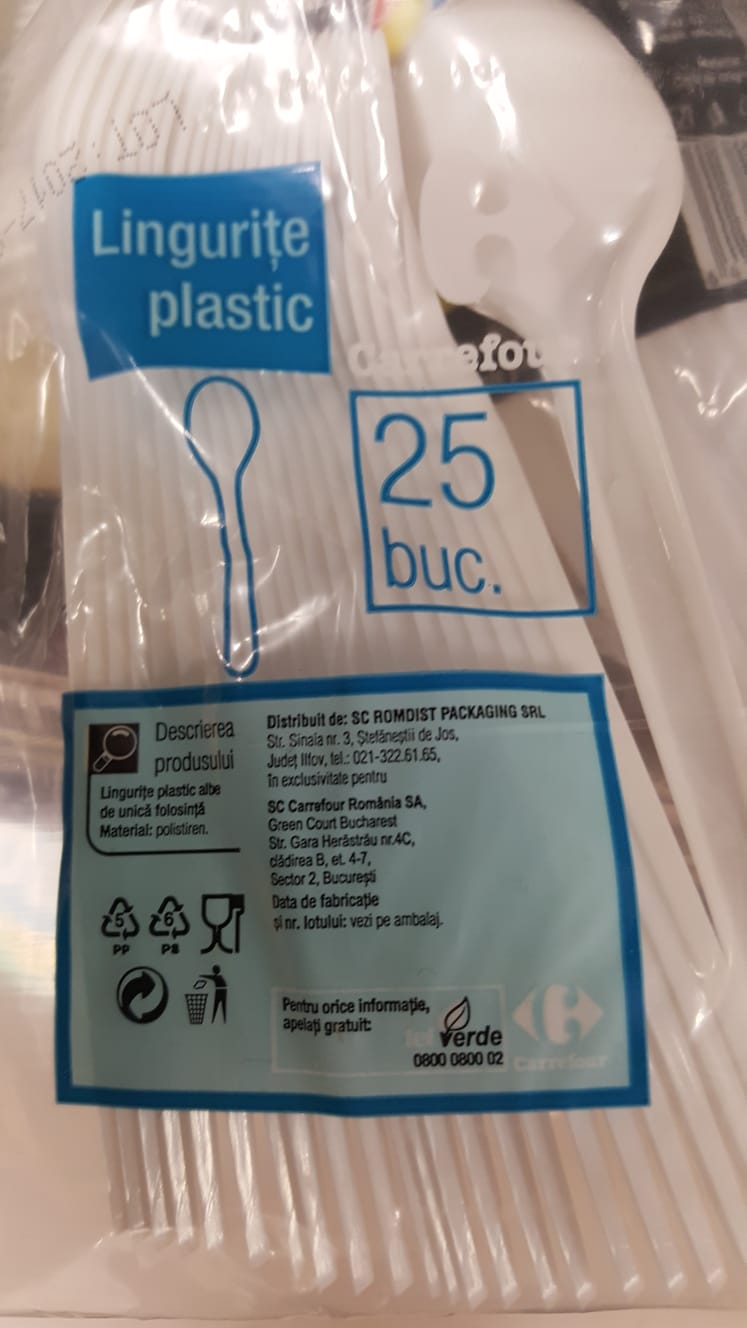 Lingurițe
plastic
Carrefour
25
buc.
Descrierea
produsului
Lingurițe plastic albe
de unică folosință
Material: polistiren.
5
PP
6
PS
Distribuit de: SC ROMDIST PACKAGING SRL
Str. Sinaia nr. 3, Ștefăneștii de Jos,
Județ Ilfov, tel.: 021-322.61.65,
în exclusivitate pentru
SC Carrefour România SA,
Green Court Bucharest
Str. Gara Herăstrău nr.4C,
clădirea B, et. 4-7,
Sector 2, București
Data de fabricație
și nr. lotului: vezi pe ambalaj.
Pentru orice informație,
apelați gratuit:
tel verde
0800 0800 02
Carrefour